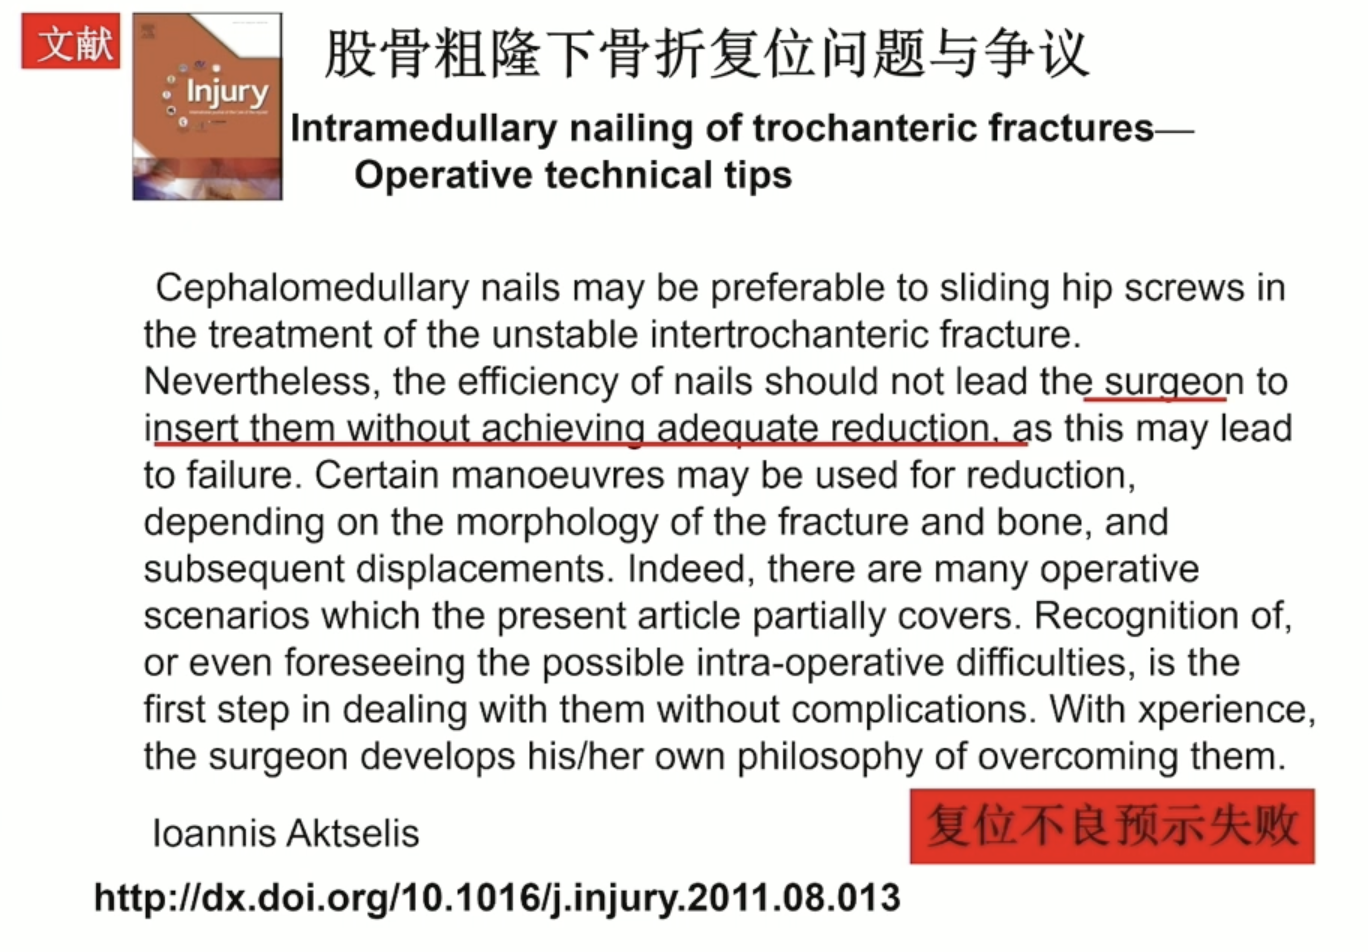 文献
Injury
股骨粗隆下骨折复位问题与争议
Intramedullary nailing of trochanteric fractures—
Operative technical tips
Cephalomedullary nails may be preferable to sliding hip screws in
the treatment of the unstable intertrochanteric fracture.
Nevertheless, the efficiency of nails should not lead the surgeon to
insert them without achieving adequate reduction, as this may lead
to failure. Certain manoeuvres may be used for reduction,
depending on the morphology of the fracture and bone, and
subsequent displacements. Indeed, there are many operative
scenarios which the present article partially covers. Recognition of,
or even foreseeing the possible intra-operative difficulties, is the
first step in dealing with them without complications. With xperience,
the surgeon develops his/her own philosophy of overcoming them.
Ioannis Aktselis
复位不良预示失败
http://dx.doi.org/10.1016/j.injury.2011.08.013